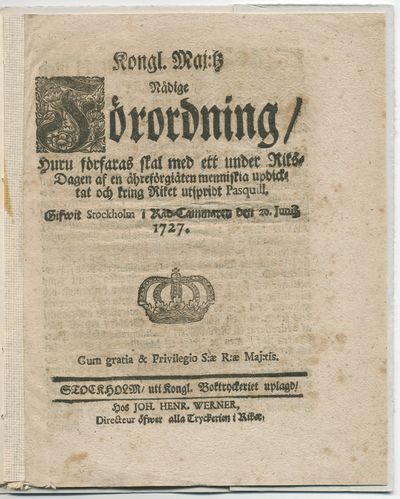 Kongl. Maj:tz
Nådige
Förordning/
Huru förfaras skal med ett under Riks-
Dagen af en ähreförgiäten menniskia updick-
tat och kring Riket utspridt Pasquill.
Gifwit Stockholm i Råd-Cammaren den 20. Junii
1727.
Cum gratia & Privilegio S:æ R:æ Maj:tis.
STOCKHOLM/ uti Kongl. Boktryckeriet uplagd/
Hos JOH. HENR. WERNER,
Directeur öfwer alla Tryckerien i Riket,